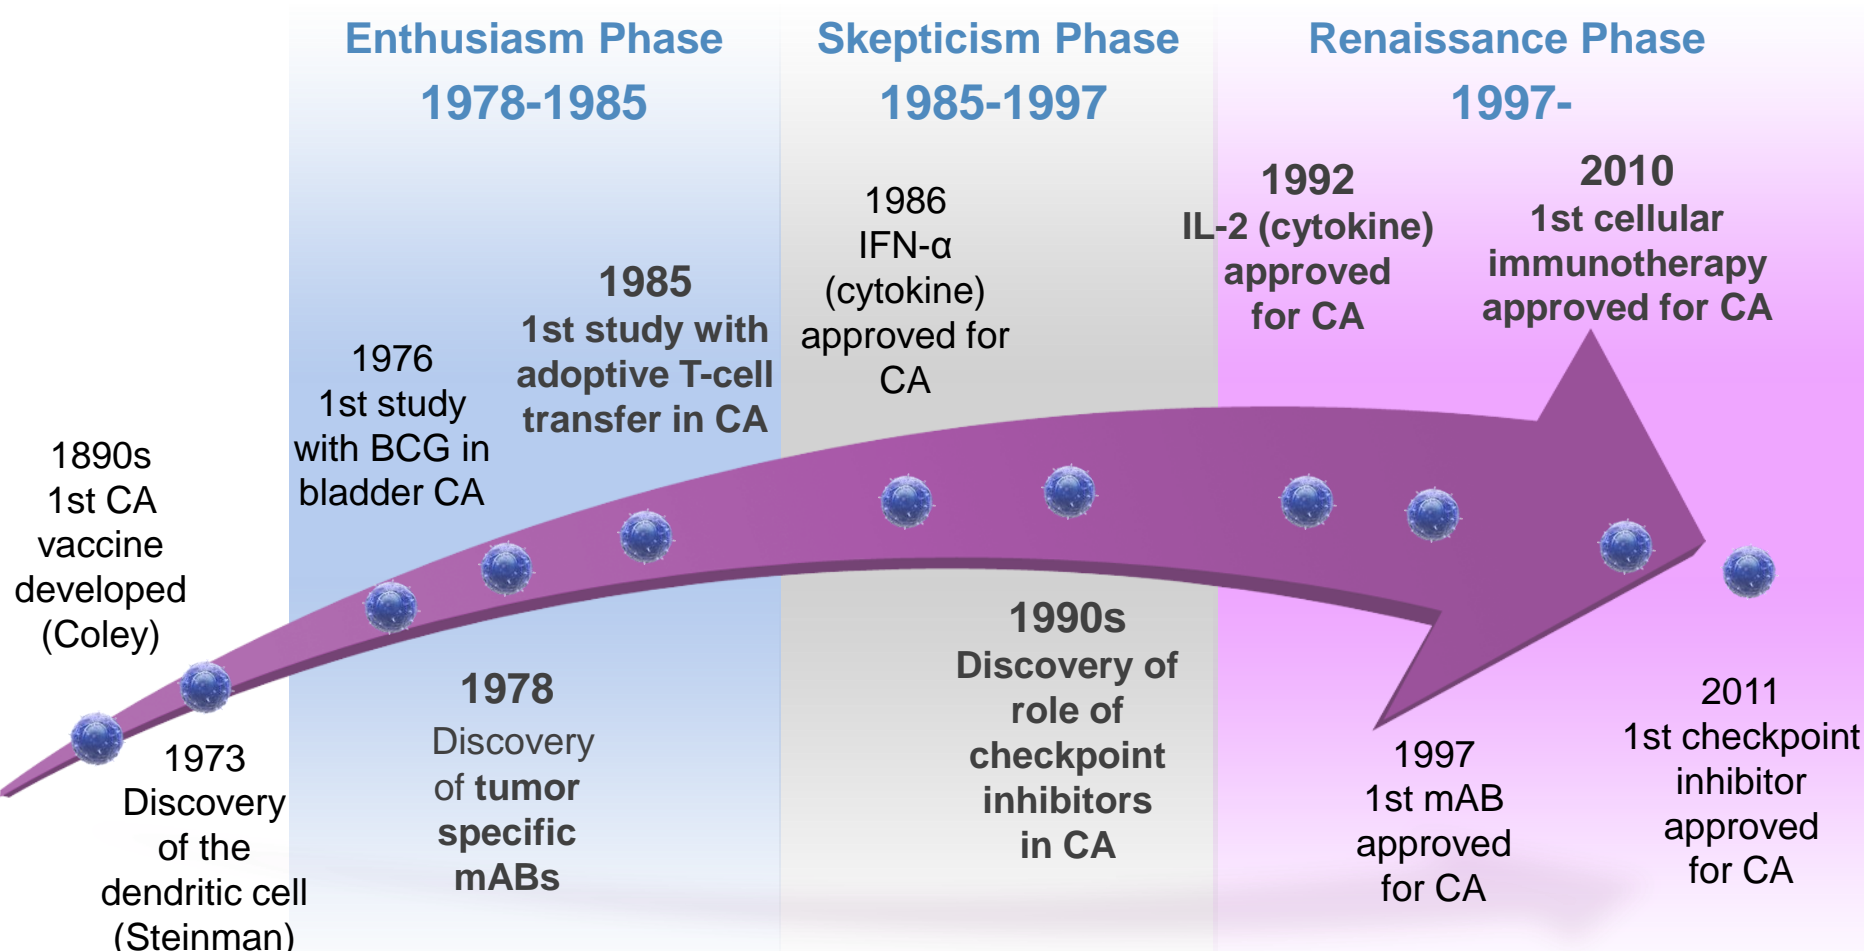 Enthusiasm Phase
1978-1985
Skepticism Phase
1985-1997
Renaissance Phase
1997-
1890s
1st CA
vaccine
developed
(Coley)
1973
Discovery
of the
dendritic cell
(Steinman)
1976
1st study
with BCG in
bladder CA
1978
Discovery
of tumor
specific
mABs
1985
1st study with
adoptive T-cell
transfer in CA
1986
IFN-α
(cytokine)
approved for
CA
1990s
Discovery of
role of
checkpoint
inhibitors
in CA
1992
IL-2 (cytokine)
approved
for CA
1997
1st mAB
approved
for CA
2010
1st cellular
immunotherapy
approved for CA
2011
1st checkpoint
inhibitor
approved
for CA